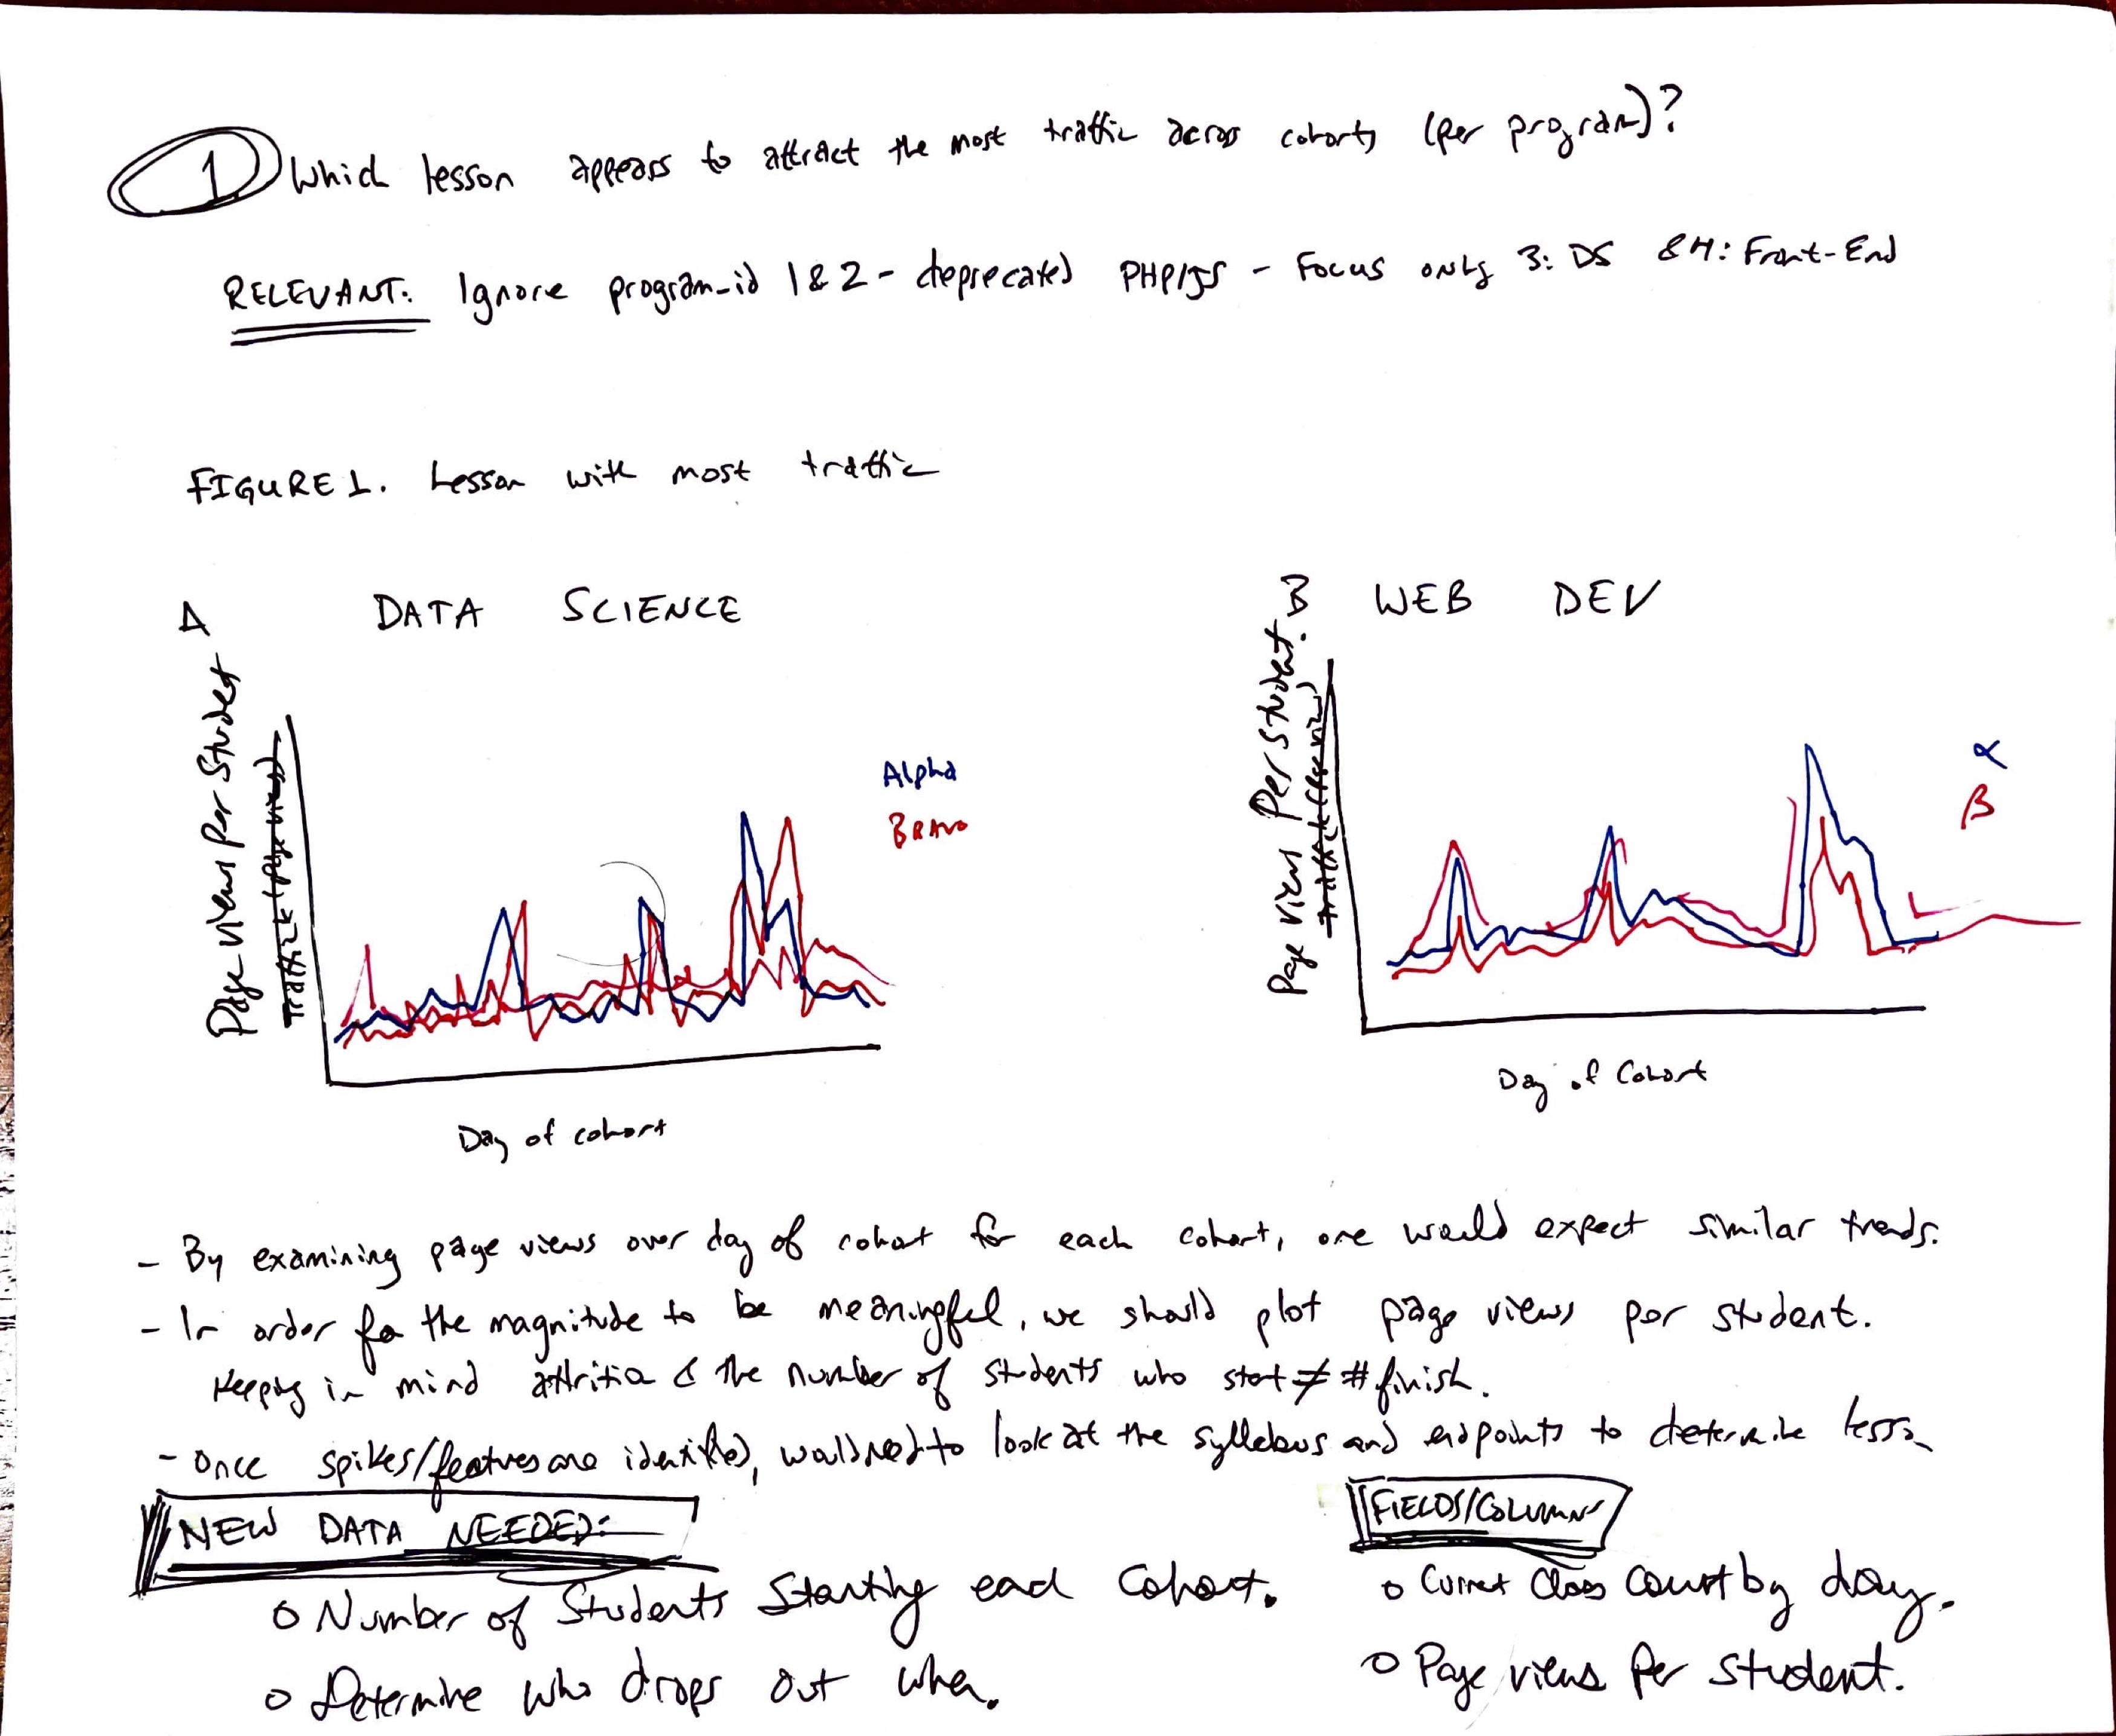 1 Which lesson appears to attract the most traffic across cohorts (per program)?
RELEVANT: Ignore program_id 1 & 2 - deprecated PHP/JS - Focus only 3: DS & 4: Front-End
FIGURE 1. Lesson with most traffic
A DATA SCIENCE
Page views per Student
Traffic (page views)
Alpha
Bravo
Day of cohort
B WEB DEV
Page views per student.
Traffic (page views)
α
β
Day of Cohort
- By examining page views over day of cohort for each cohort, one would expect similar trends.
- In order for the magnitude to be meaningful, we should plot page views per student.
Keeping in mind attritio & the number of students who start ≠ # finish.
- Once spikes/features are identified, would need to look at the syllabus and endpoints to determine lesson
NEW DATA NEEDED:
o Number of Students Starting each Cohort.
o Determine who drops out when.
FIELDS/COLUMNS
o Current Class Count by day.
o Page views Per student.